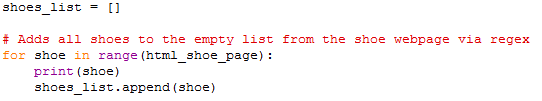 shoes_list = []

# Adds all shoes to the empty list from the shoe webpage via regex
for shoe in range(html_shoe_page):
    print(shoe)
    shoes_list.append(shoe)